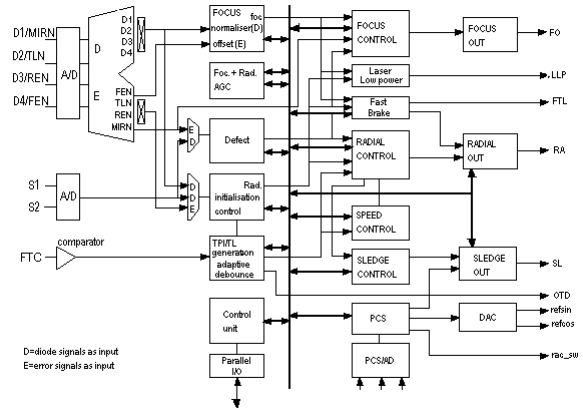 D1/MIRN
D2/TLN
D3/REN
D4/FEN
A/D
D
E
D1
D2
D3
D4
FEN
TLN
REN
MIRN
FOCUS foc
normaliser(D)
offset (E)
Foc. + Rad.
AGC
E
D
Defect
D
D
E
Rad.
initialisation
control
S1
S2
A/D
FTC
comparator
TPI/TL
generation
adaptive
debounce
Control
unit
Parallel
I/O
FOCUS
CONTROL
Laser
Low power
Fast
Brake
RADIAL
CONTROL
SPEED
CONTROL
SLEDGE
CONTROL
PCS
PCS/AD
FOCUS
OUT
RADIAL
OUT
SLEDGE
OUT
DAC
FO
LLP
FTL
RA
SL
OTD
refsin
refcos
rac_sw
D=diode signals as input
E=error signals as input